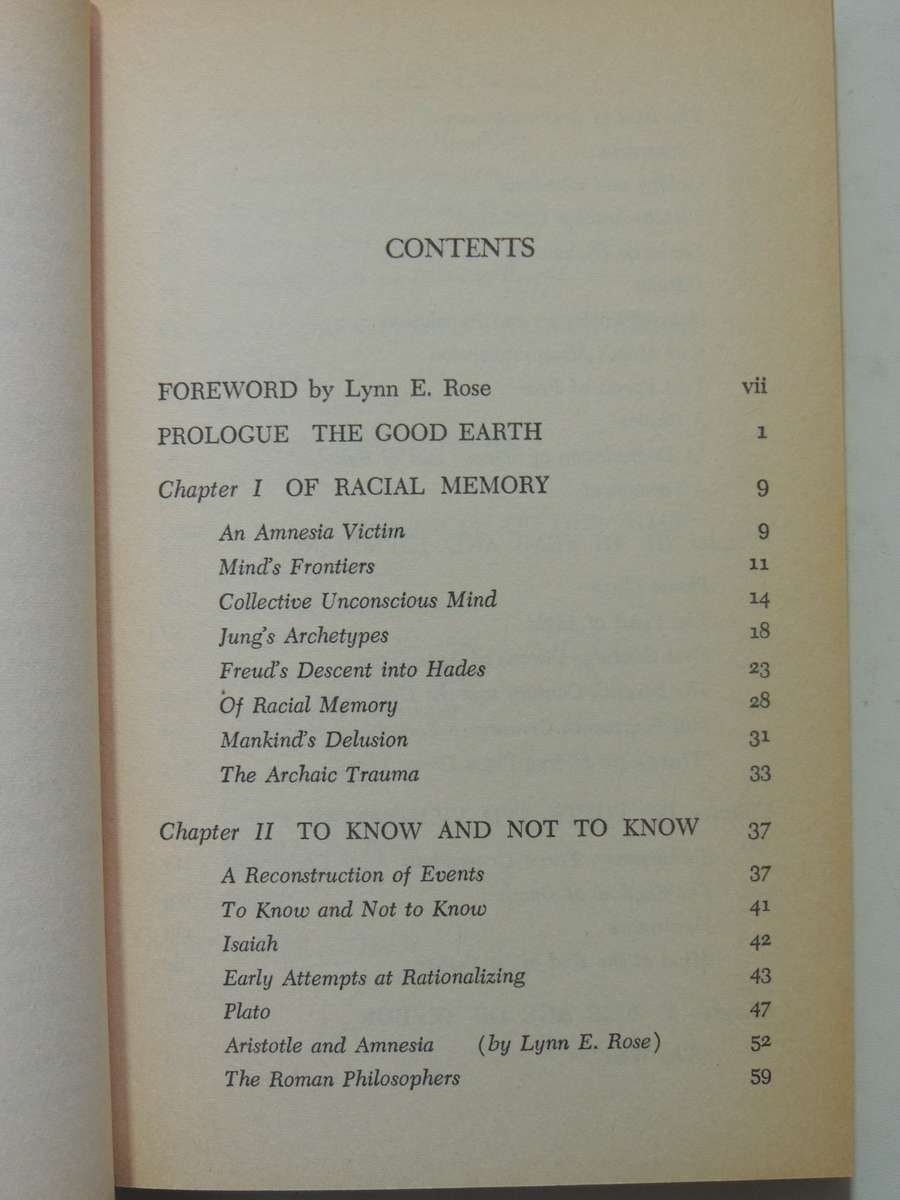 CONTENTS
FOREWORD by Lynn E. Rose vii
PROLOGUE THE GOOD EARTH 1
Chapter I OF RACIAL MEMORY 9
An Amnesia Victim 9
Mind's Frontiers 11
Collective Unconscious Mind 14
Jung's Archetypes 18
Freud's Descent into Hades 23
Of Racial Memory 28
Mankind's Delusion 31
The Archaic Trauma 33
Chapter II TO KNOW AND NOT TO KNOW 37
A Reconstruction of Events 37
To Know and Not to Know 41
Isaiah 42
Early Attempts at Rationalizing 43
Plato 47
Aristotle and Amnesia (by Lynn E. Rose) 52
The Roman Philosophers 59